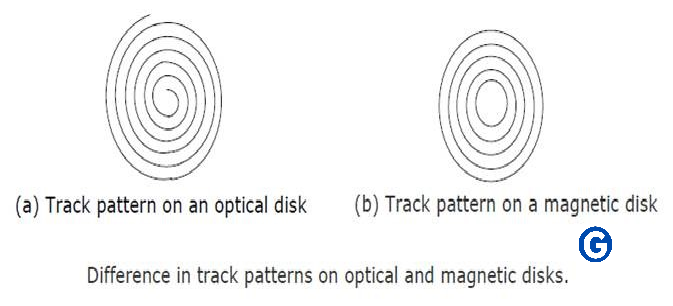 (a) Track pattern on an optical disk
(b) Track pattern on a magnetic disk
G
Difference in track patterns on optical and magnetic disks.